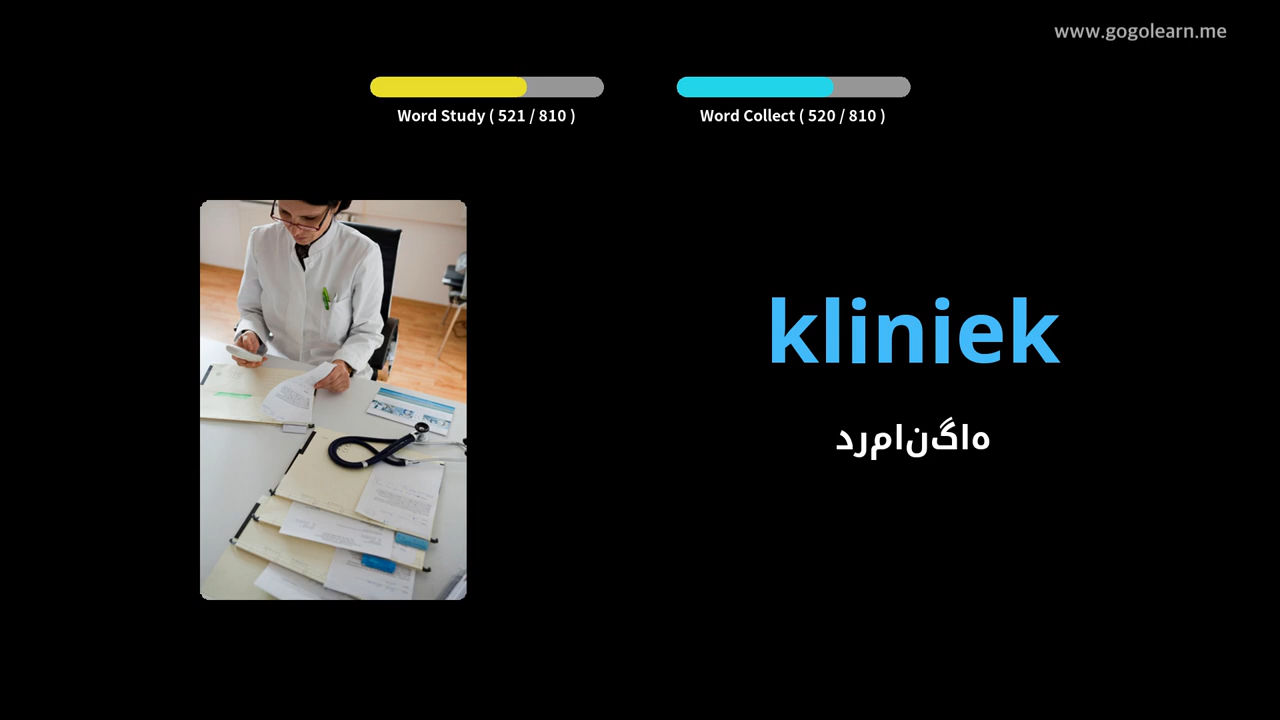 www.gogolearn.me
Word Study ( 521 / 810 )
Word Collect ( 520 / 810 )
kliniek
درمانگاه